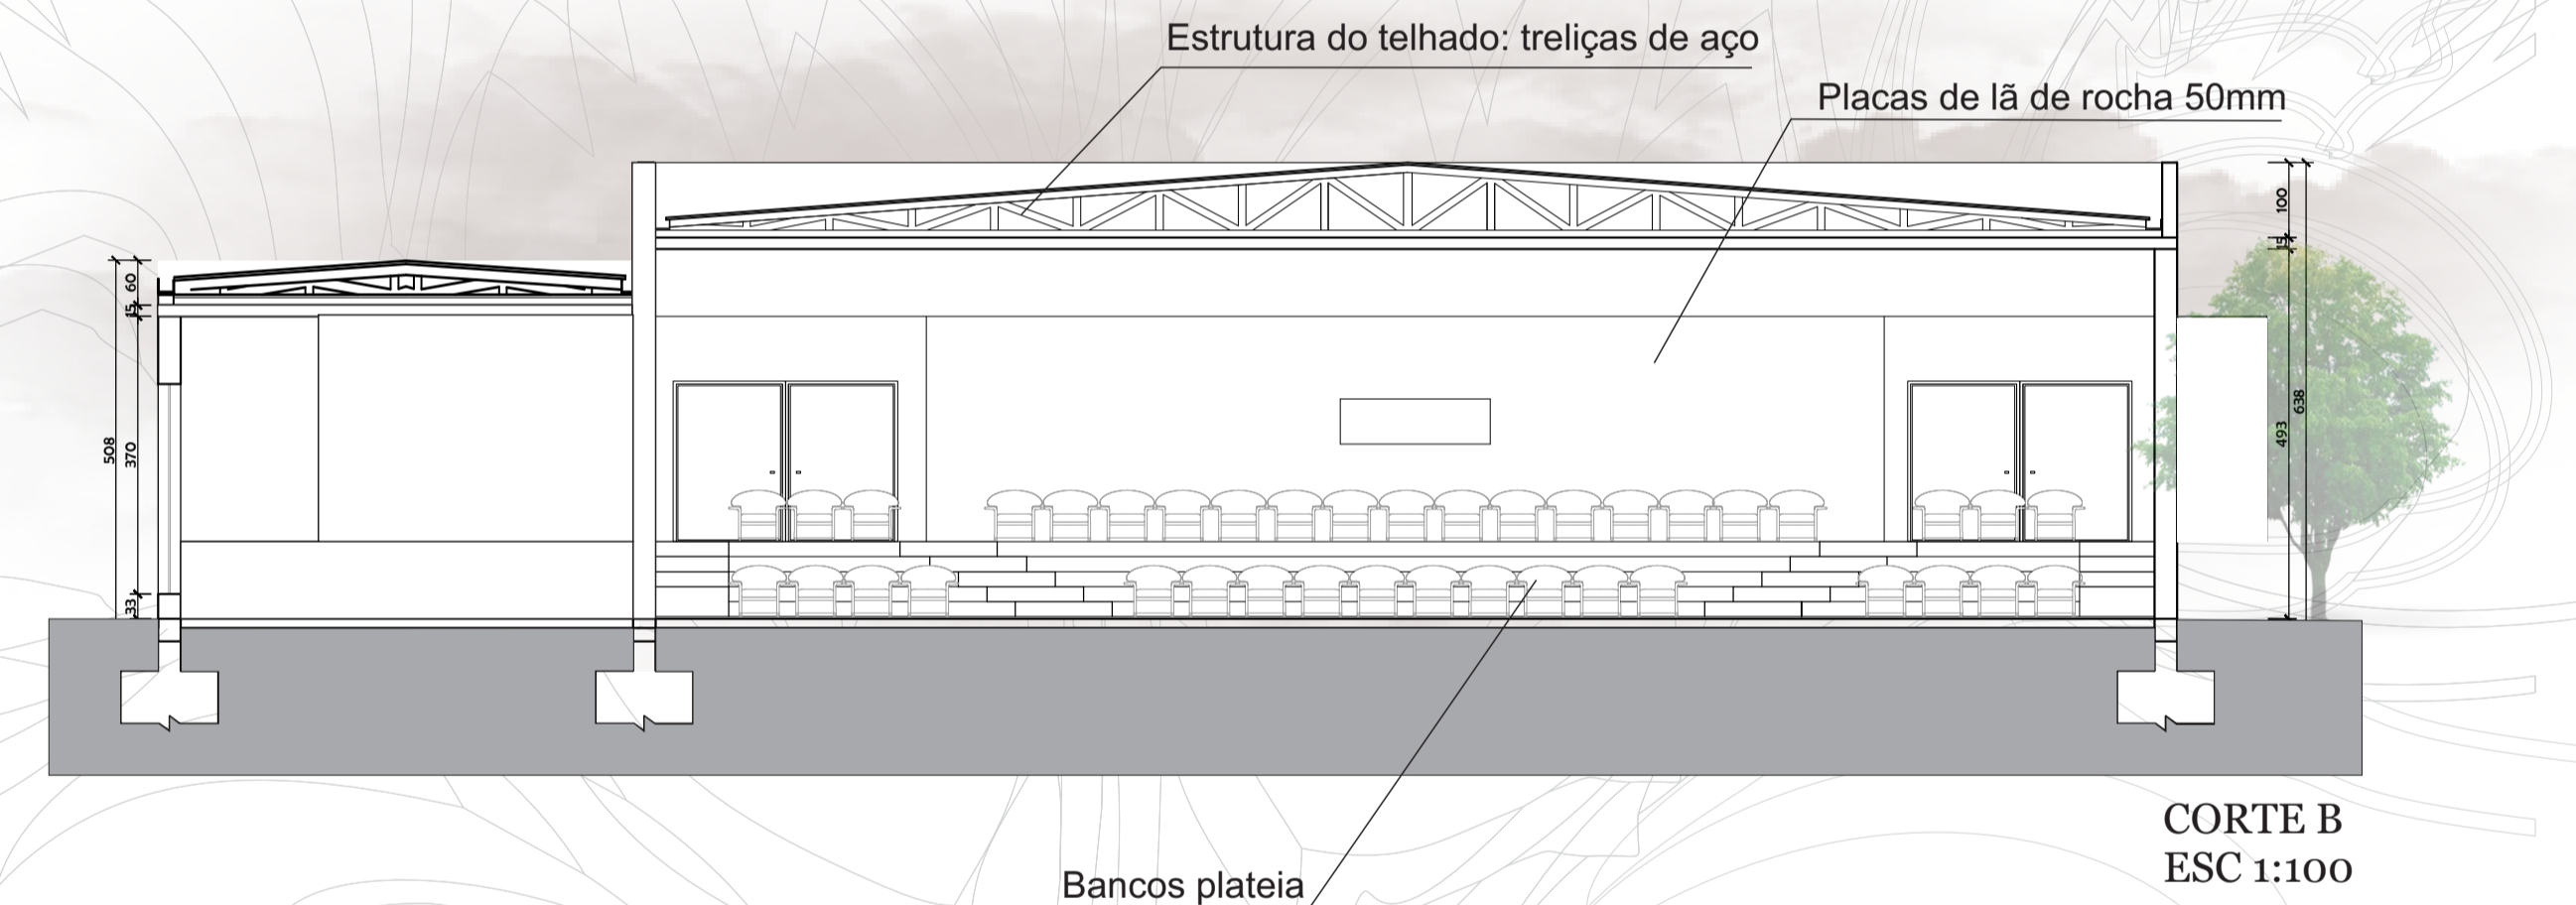 Estrutura do telhado: treliças de aço
Placas de lã de rocha 50mm
100
15
60
15
638
493
508
370
33
CORTE B
ESC 1:100
Bancos plateia